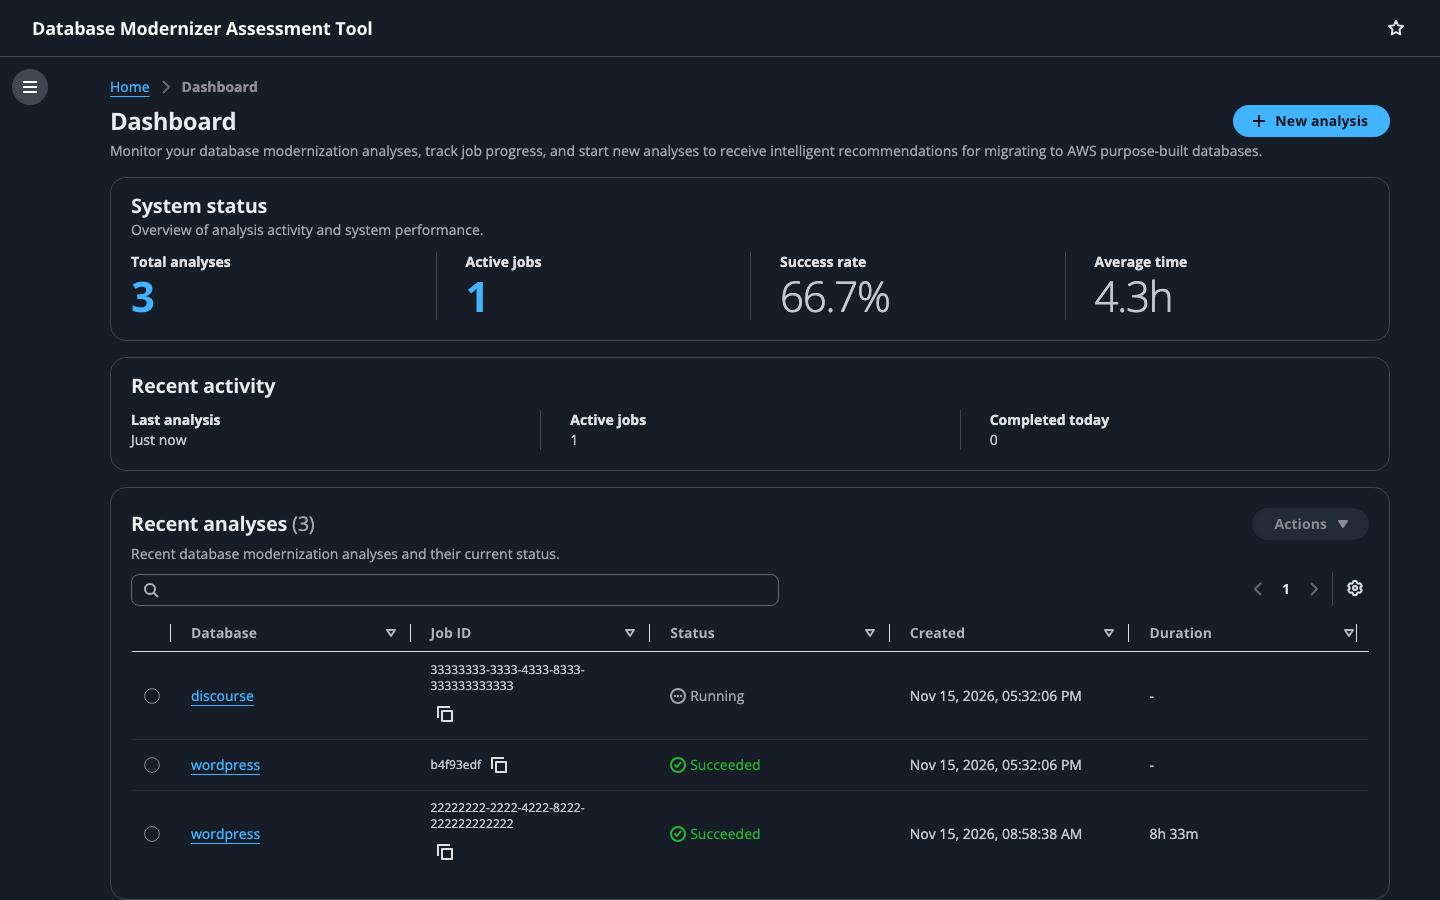 Database Modernizer Assessment Tool
Home Dashboard
Dashboard
New analysis
Monitor your database modernization analyses, track job progress, and start new analyses to receive intelligent recommendations for migrating to AWS purpose-built databases.
System status
Overview of analysis activity and system performance.
Total analyses Active jobs Success rate Average time
3 1 66.7% 4.3h
Recent activity
Last analysis Active jobs Completed today
Just now 1 0
Recent analyses (3)
Actions
Recent database modernization analyses and their current status.
1
Database Job ID Status Created Duration
discourse 33333333-3333-4333-8333-
333333333333 Running Nov 15, 2026, 05:32:06 PM -
wordpress b4f93edf Succeeded Nov 15, 2026, 05:32:06 PM -
wordpress 22222222-2222-4222-8222-
222222222222 Succeeded Nov 15, 2026, 08:58:38 AM 8h 33m